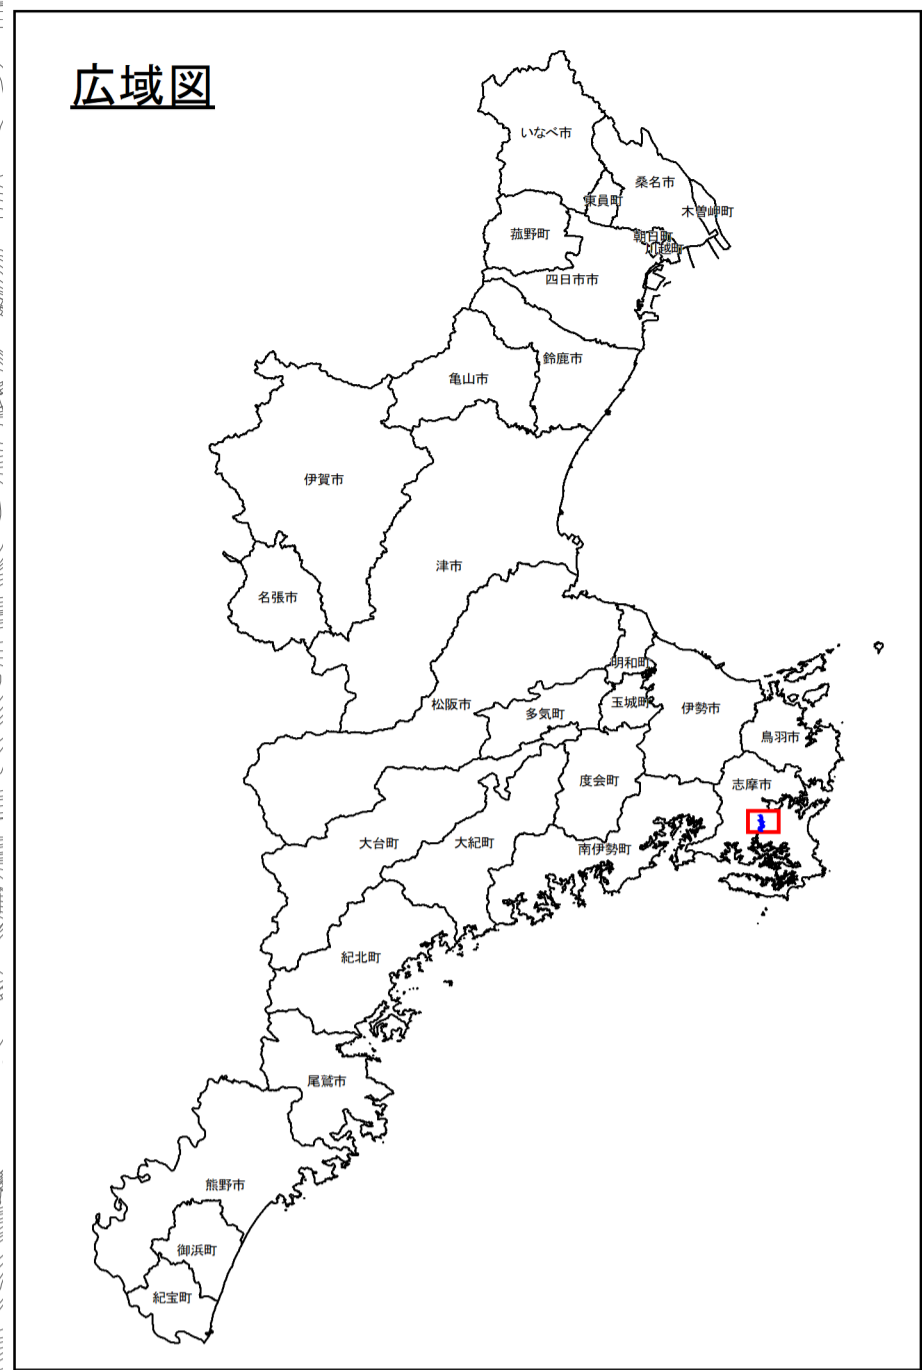 広域図
いなべ市
桑名市
東員町
木曽岬町
菰野町
朝日町
川越町
四日市市
鈴鹿市
亀山市
伊賀市
津市
名張市
明和町
松阪市
多気町
玉城町
伊勢市
鳥羽市
度会町
志摩市
大台町
大紀町
南伊勢町
紀北町
尾鷲市
熊野市
御浜町
紀宝町